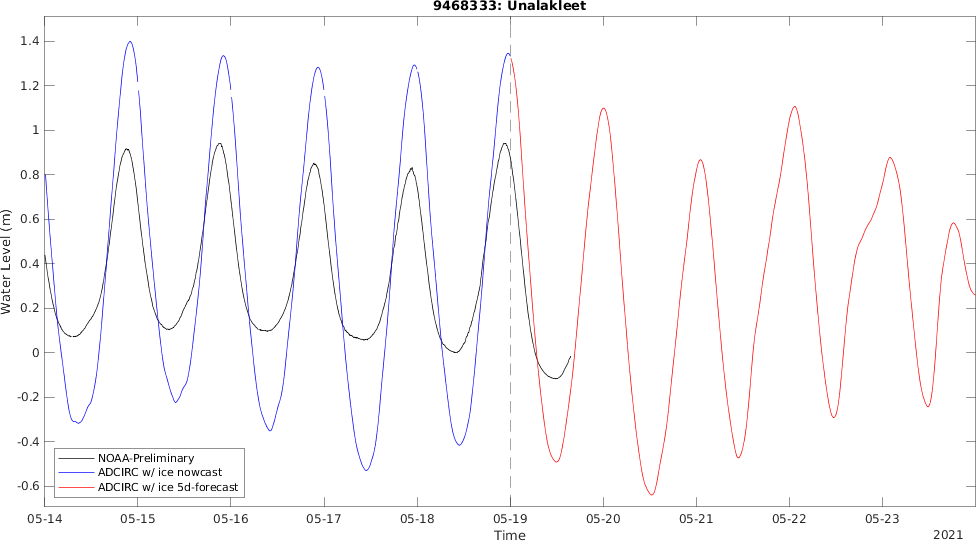 9468333: Unalakleet
Water Level (m)
1.4
1.2
1
0.8
0.6
0.4
0.2
0
-0.2
-0.4
-0.6
NOAA-Preliminary
ADCIRC w/ ice nowcast
ADCIRC w/ ice 5d-forecast
05-14 05-15 05-16 05-17 05-18 05-19 05-20 05-21 05-22 05-23
Time
2021